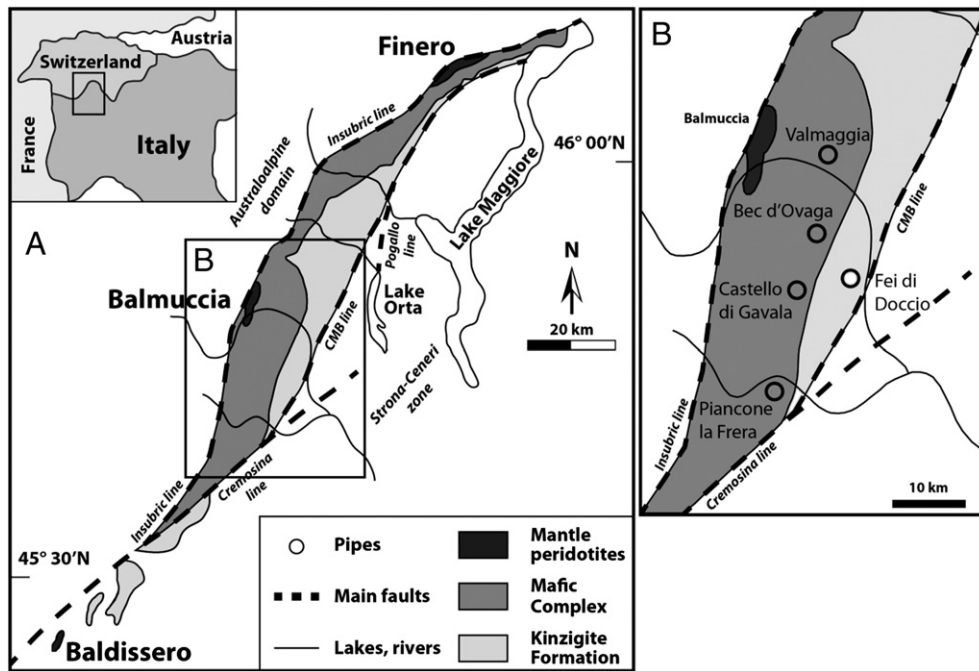 Austria
Switzerland
France
Italy
A
Finero
Insubric line
Australoalpine
domain
46° 00'N
Lake Maggiore
Pogallo
line
B
Balmuccia
Lake
Orta
CMB line
N
20 km
Strona-Ceneri
zone
Insubric line
Cremosina
line
45° 30'N
Baldissero
Pipes
Main faults
Lakes, rivers
Mantle
peridotites
Mafic
Complex
Kinzigite
Formation
B
Balmuccia
Valmaggia
Bec d'Ovaga
CMB line
Castello
di Gavala
Fei di
Doccio
Piancone
la Frera
Insubric line
Cremosina line
10 km